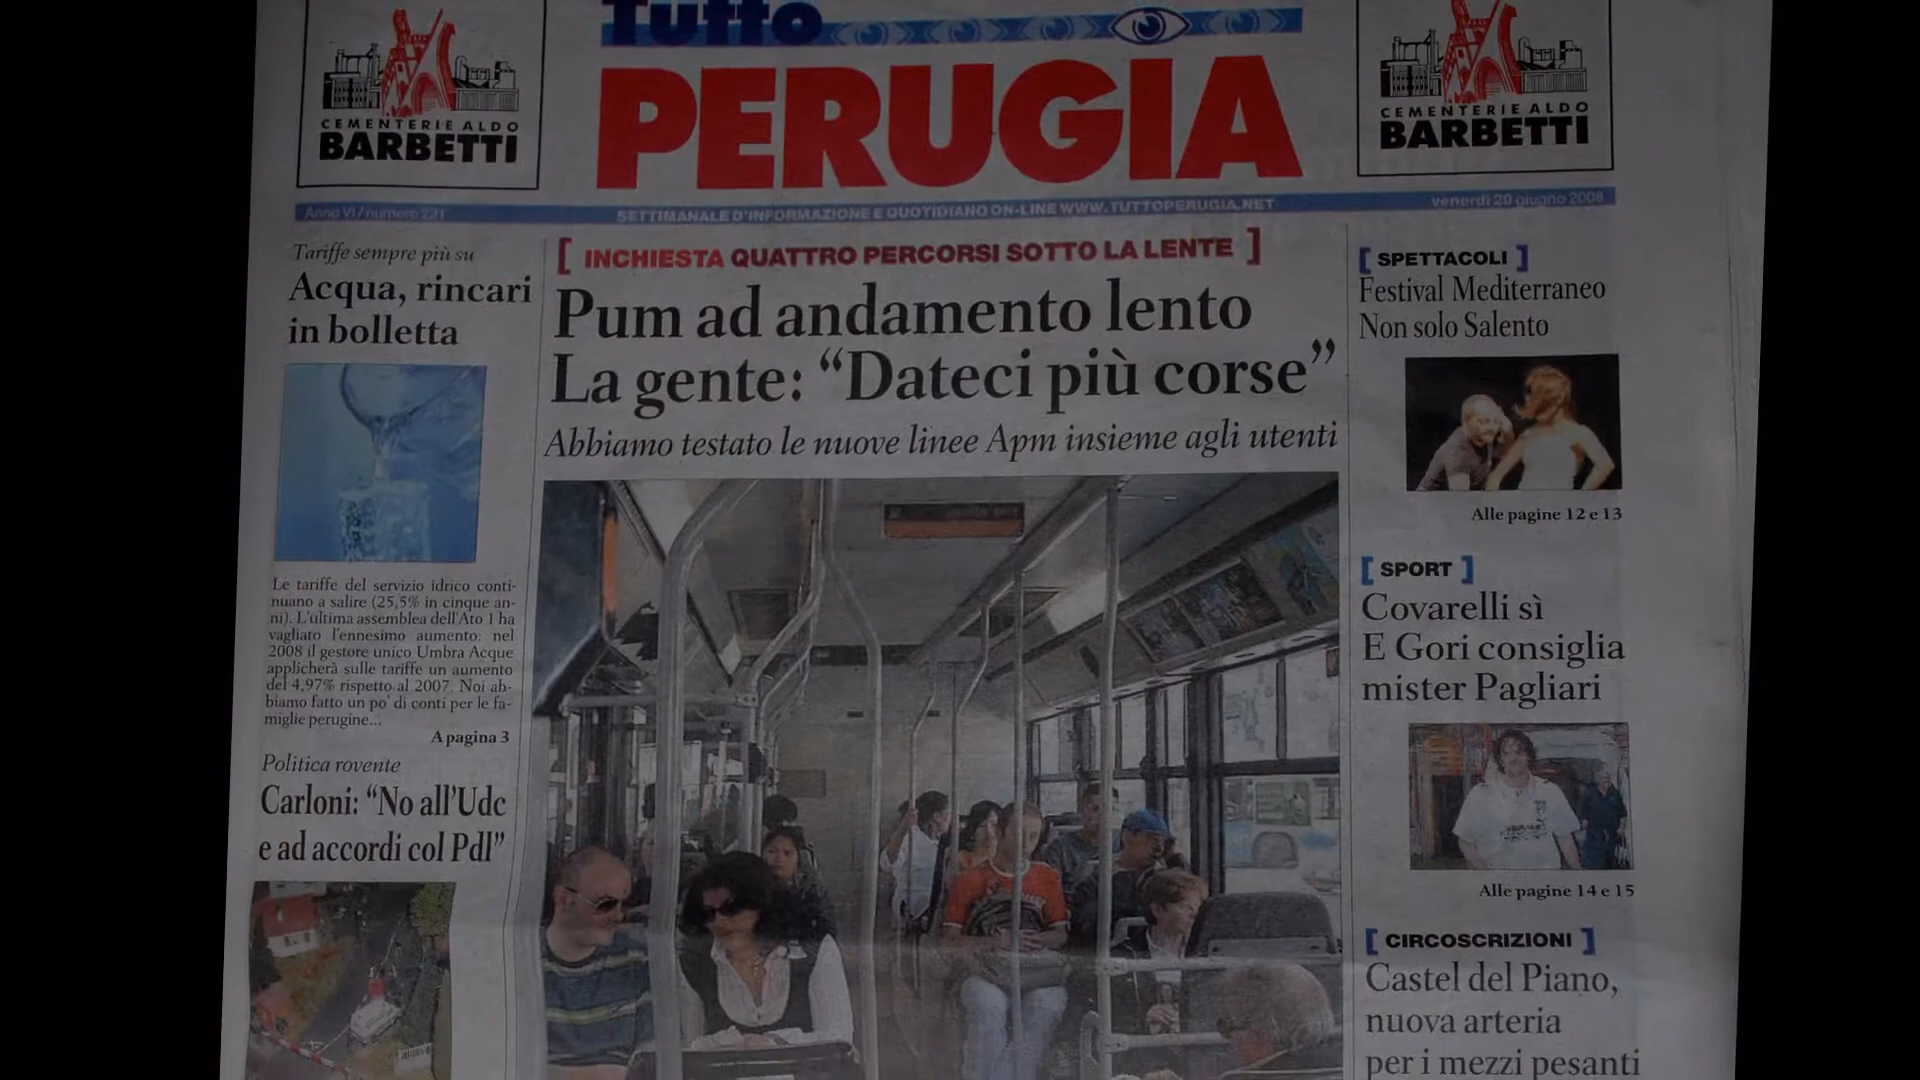 Tutto
PERUGIA
CEMENTERIE ALDO
BARBETTI
CEMENTERIE ALDO
BARBETTI
Anno VI / numero 221
SETTIMANALE D'INFORMAZIONE E QUOTIDIANO ON-LINE WWW.TUTTOPERUGIA.NET
venerdì 20 giugno 2008
Tariffe sempre più su
Acqua, rincari
in bolletta
Le tariffe del servizio idrico conti-
nuano a salire (25,5% in cinque an-
ni). L'ultima assemblea dell'Ato 1 ha
vagliato l'ennesimo aumento: nel
2008 il gestore unico Umbra Acque
applicherà sulle tariffe un aumento
del 4,97% rispetto al 2007. Noi ab-
biamo fatto un po' di conti per le fa-
miglie perugine...
A pagina 3
Politica rovente
Carloni: “No all'Udc
e ad accordi col Pdl”
[ INCHIESTA QUATTRO PERCORSI SOTTO LA LENTE ]
Pum ad andamento lento
La gente: “Dateci più corse”
Abbiamo testato le nuove linee Apm insieme agli utenti
[ SPETTACOLI ]
Festival Mediterraneo
Non solo Salento
Alle pagine 12 e 13
[ SPORT ]
Covarelli sì
E Gori consiglia
mister Pagliari
Alle pagine 14 e 15
[ CIRCOSCRIZIONI ]
Castel del Piano,
nuova arteria
per i mezzi pesanti